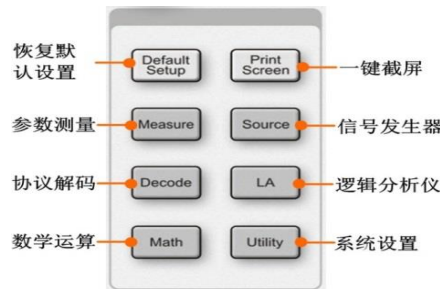 恢复默
认设置
Default
Setup
Print
Screen
一键截屏
参数测量
Measure
Source
信号发生器
协议解码
Decode
LA
逻辑分析仪
数学运算
Math
Utility
系统设置